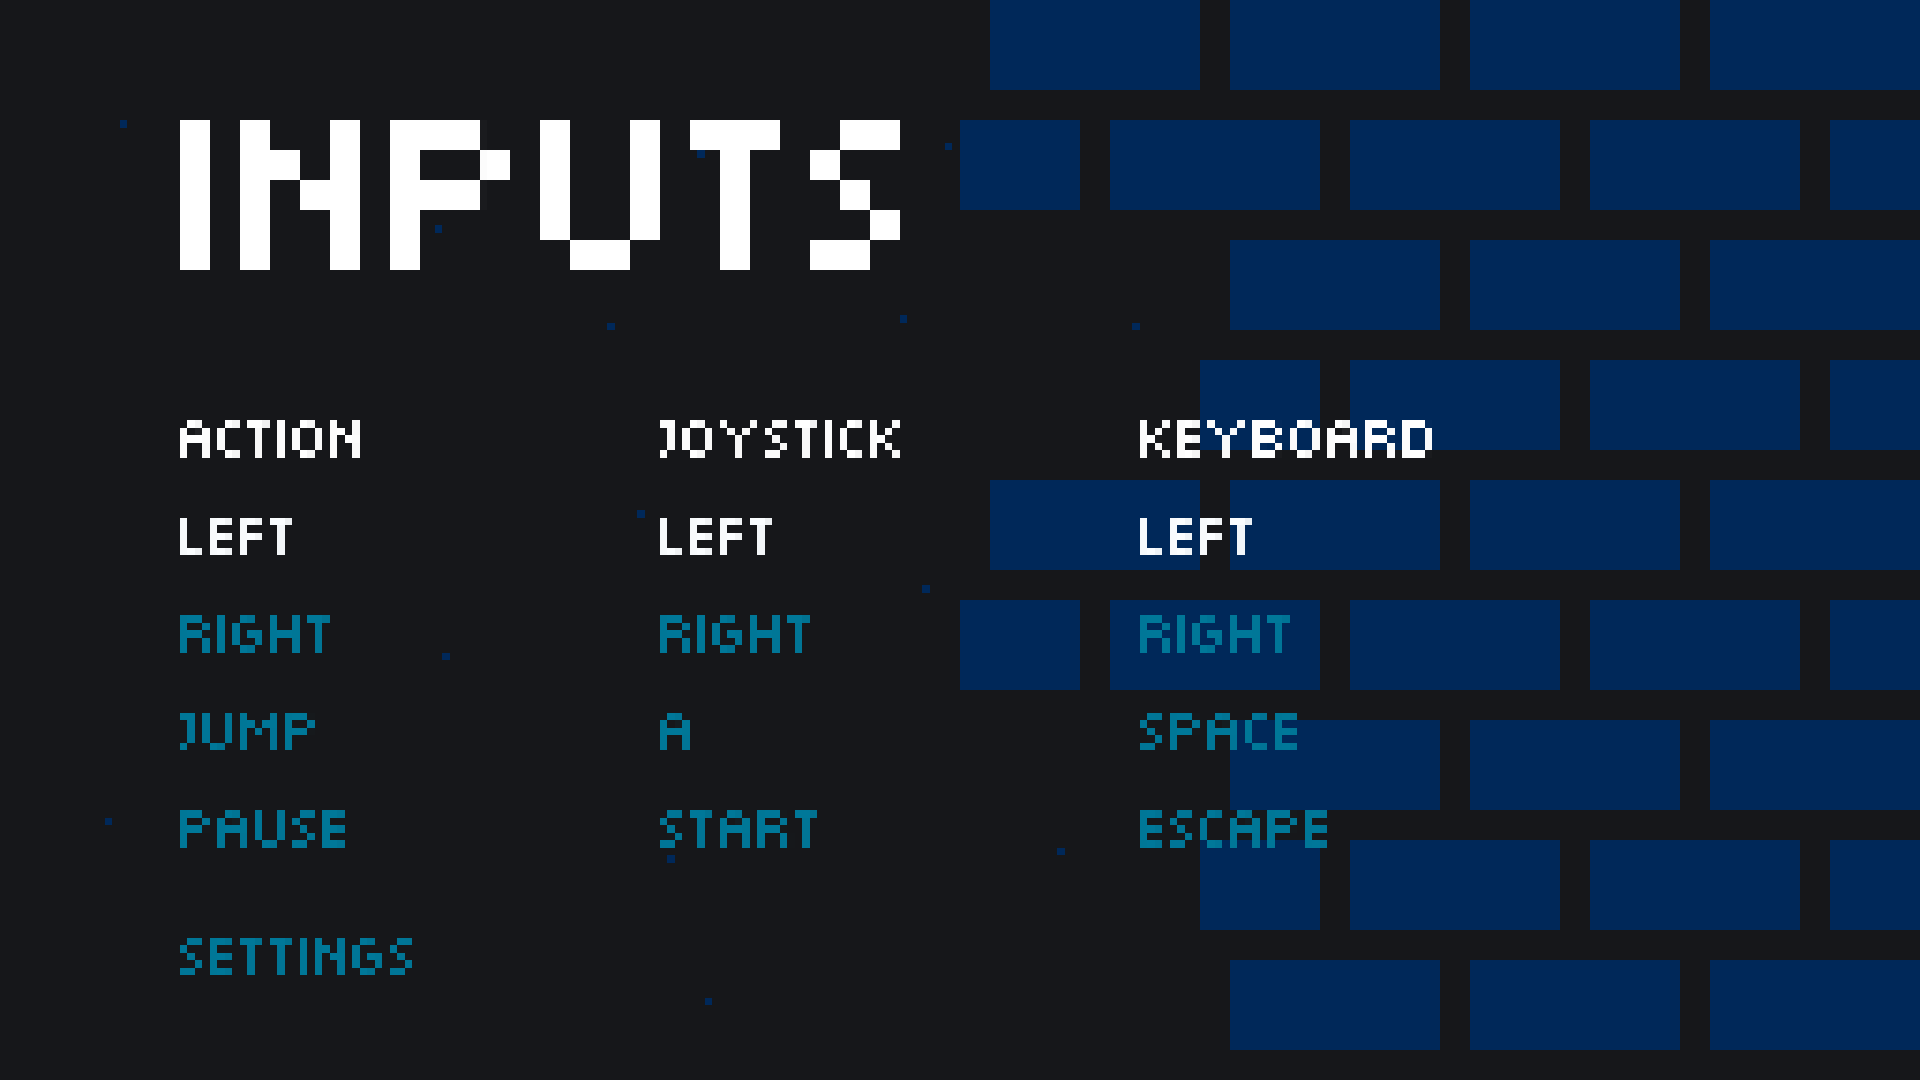 INPUTS
ACTION JOYSTICK KEYBOARD
LEFT LEFT LEFT
RIGHT RIGHT RIGHT
JUMP A SPACE
PAUSE START ESCAPE
SETTINGS